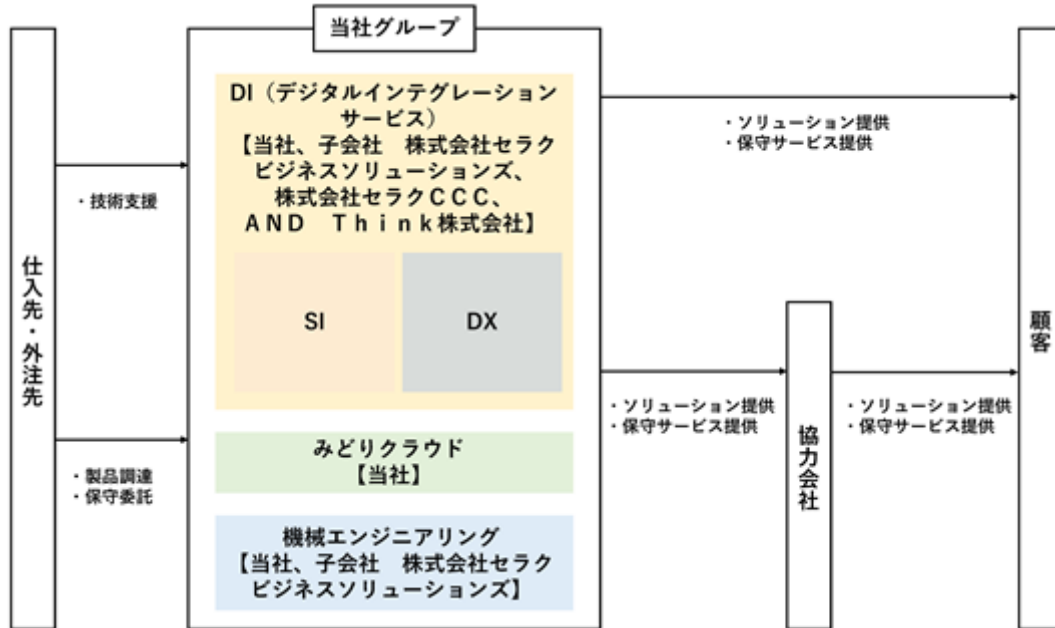 当社グループ
仕入先・外注先
・技術支援
・製品調達
・保守委託
DI（デジタルインテグレーション
サービス）
【当社、子会社　株式会社セラク
ビジネスソリューションズ、
株式会社セラクＣＣＣ、
ＡＮＤ　Ｔｈｉｎｋ株式会社】
SI
DX
みどりクラウド
【当社】
機械エンジニアリング
【当社、子会社　株式会社セラク
ビジネスソリューションズ】
・ソリューション提供
・保守サービス提供
・ソリューション提供
・保守サービス提供
協力会社
・ソリューション提供
・保守サービス提供
顧客